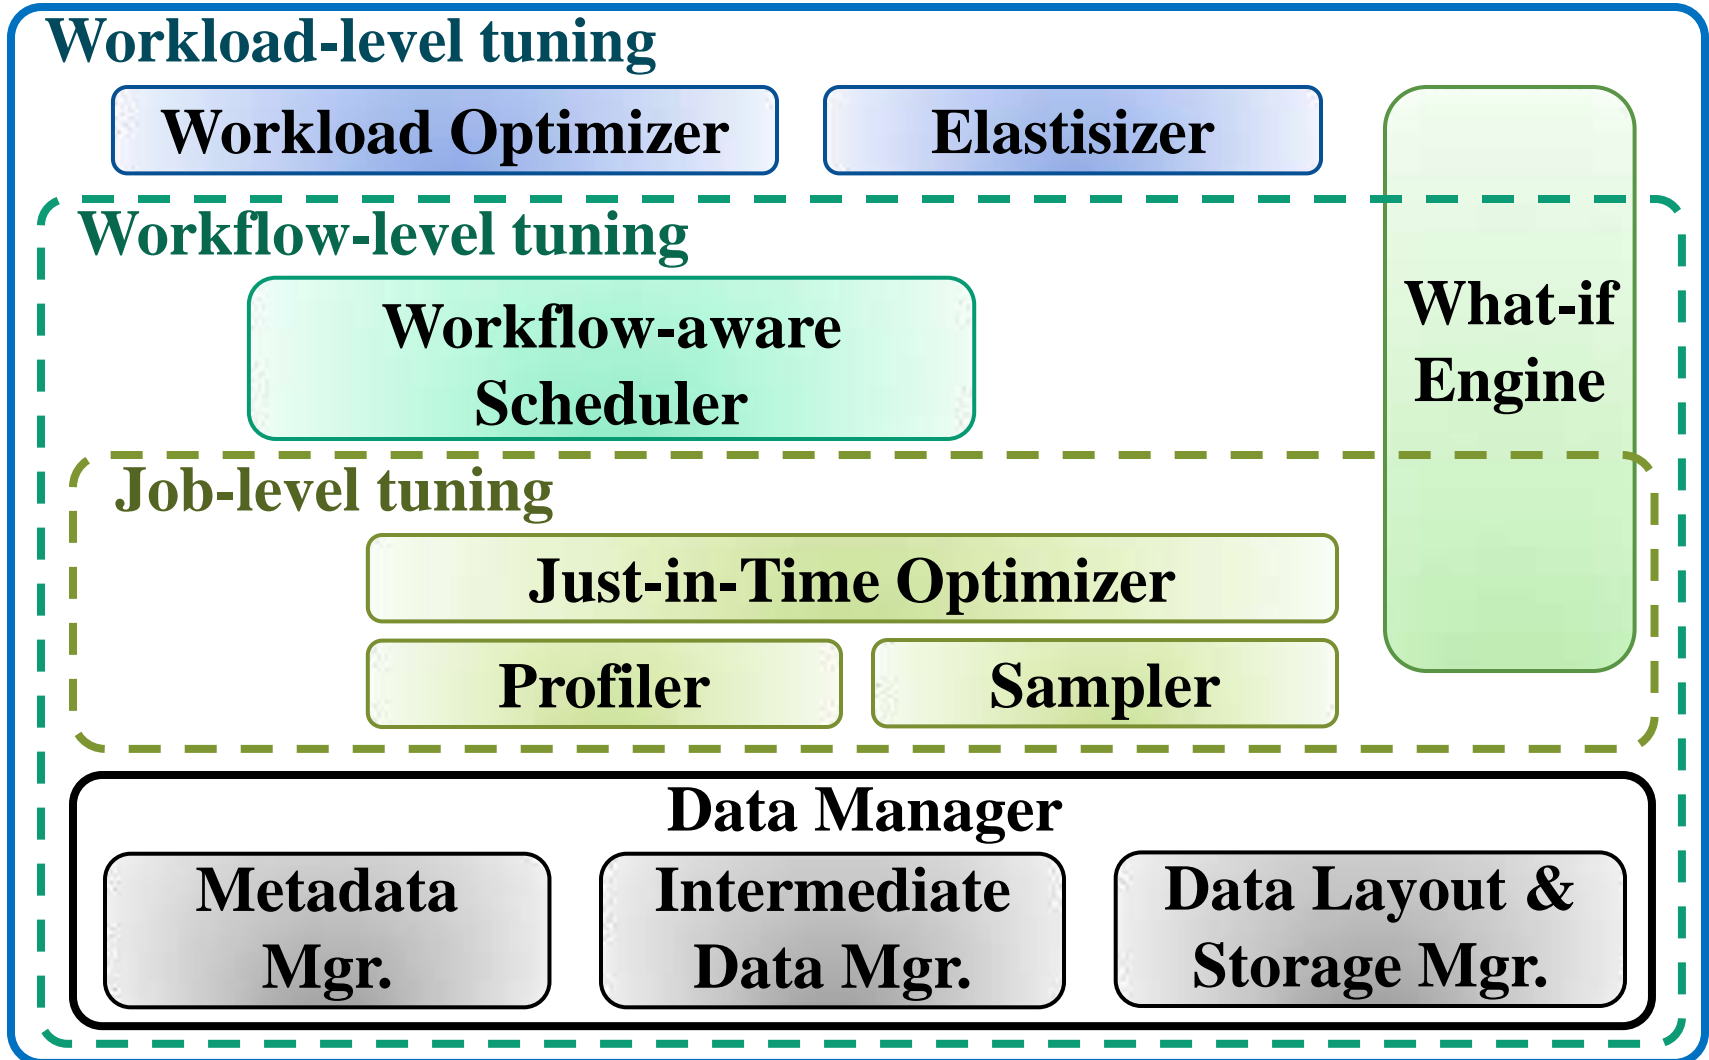 Workload-level tuning
Workload Optimizer
Elastisizer
Workflow-level tuning
Workflow-aware
Scheduler
What-if
Engine
Job-level tuning
Just-in-Time Optimizer
Profiler
Sampler
Data Manager
Metadata
Mgr.
Intermediate
Data Mgr.
Data Layout &
Storage Mgr.